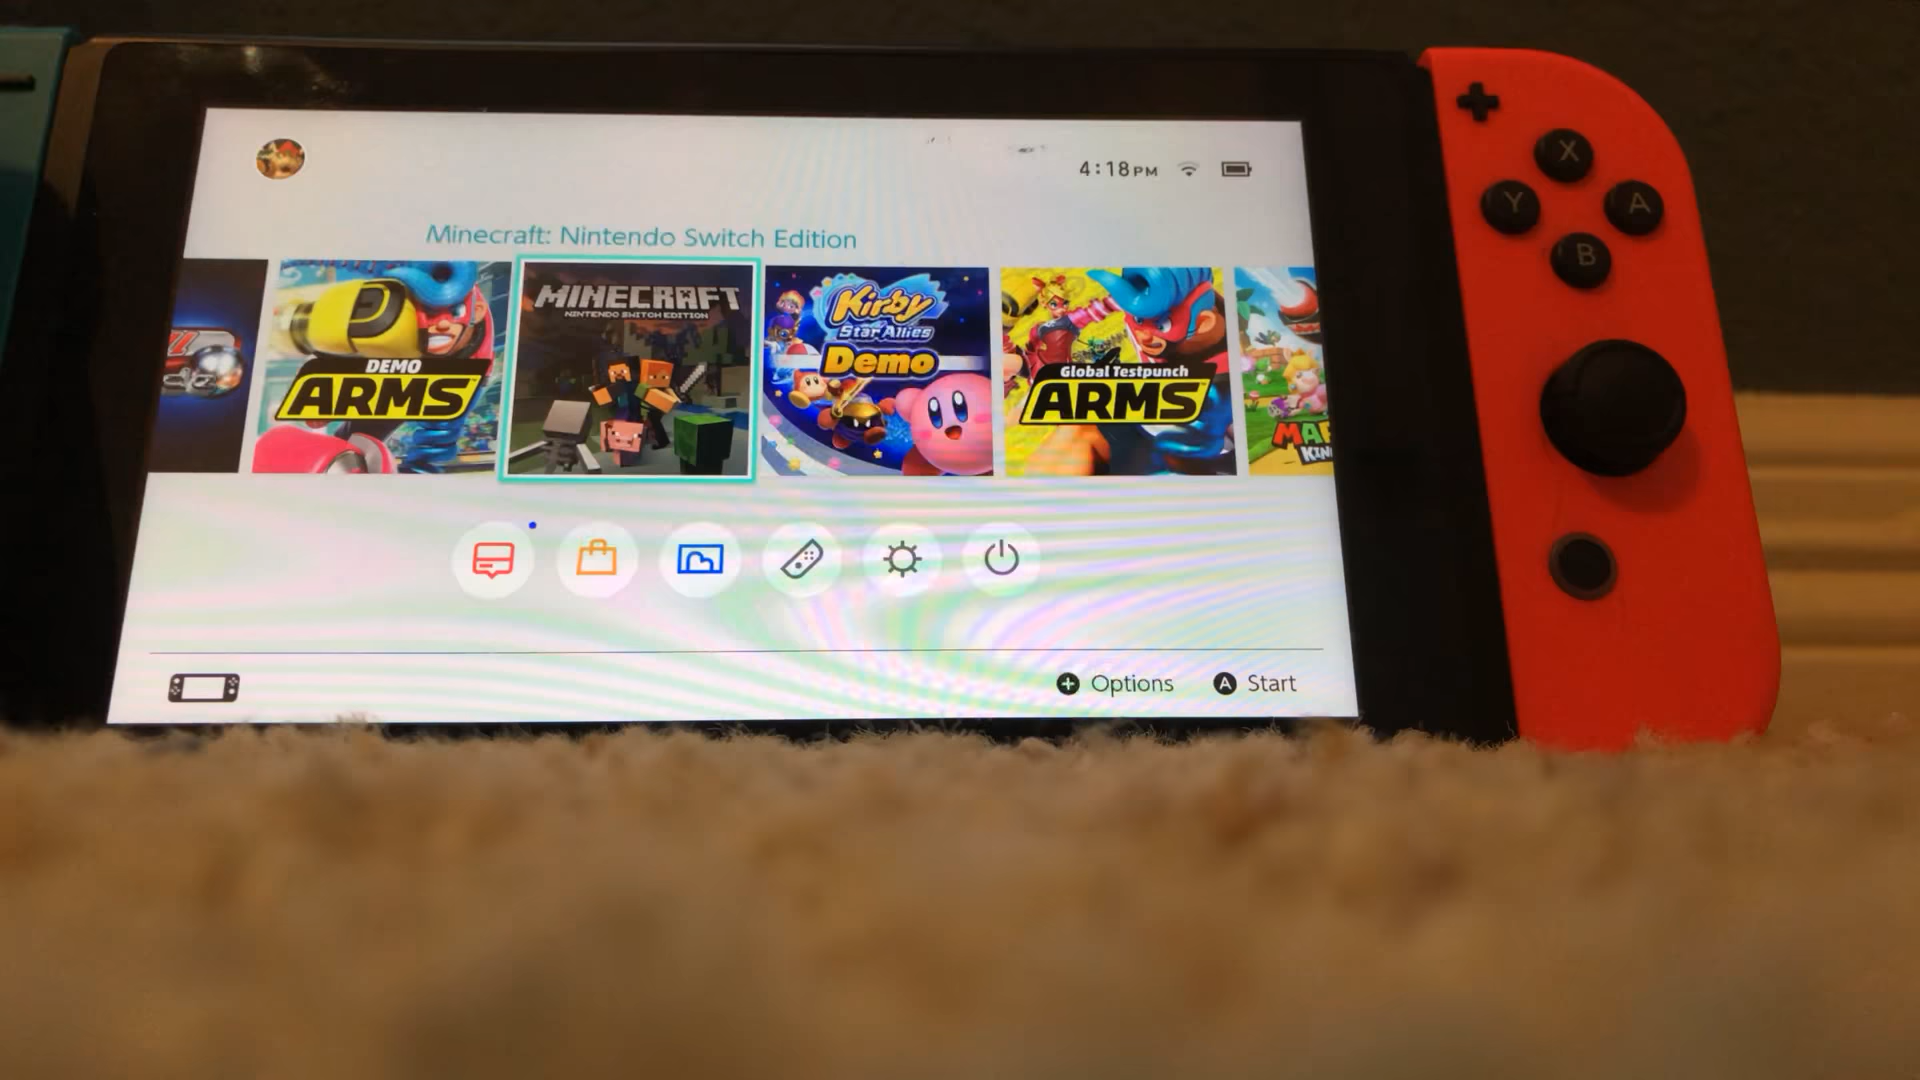 4:18 PM
Minecraft: Nintendo Switch Edition
DEMO
ARMS
MINECRAFT
NINTENDO SWITCH EDITION
Kirby
Star Allies
Demo
Global Testpunch
ARMS
Options
A Start
X
Y
A
B